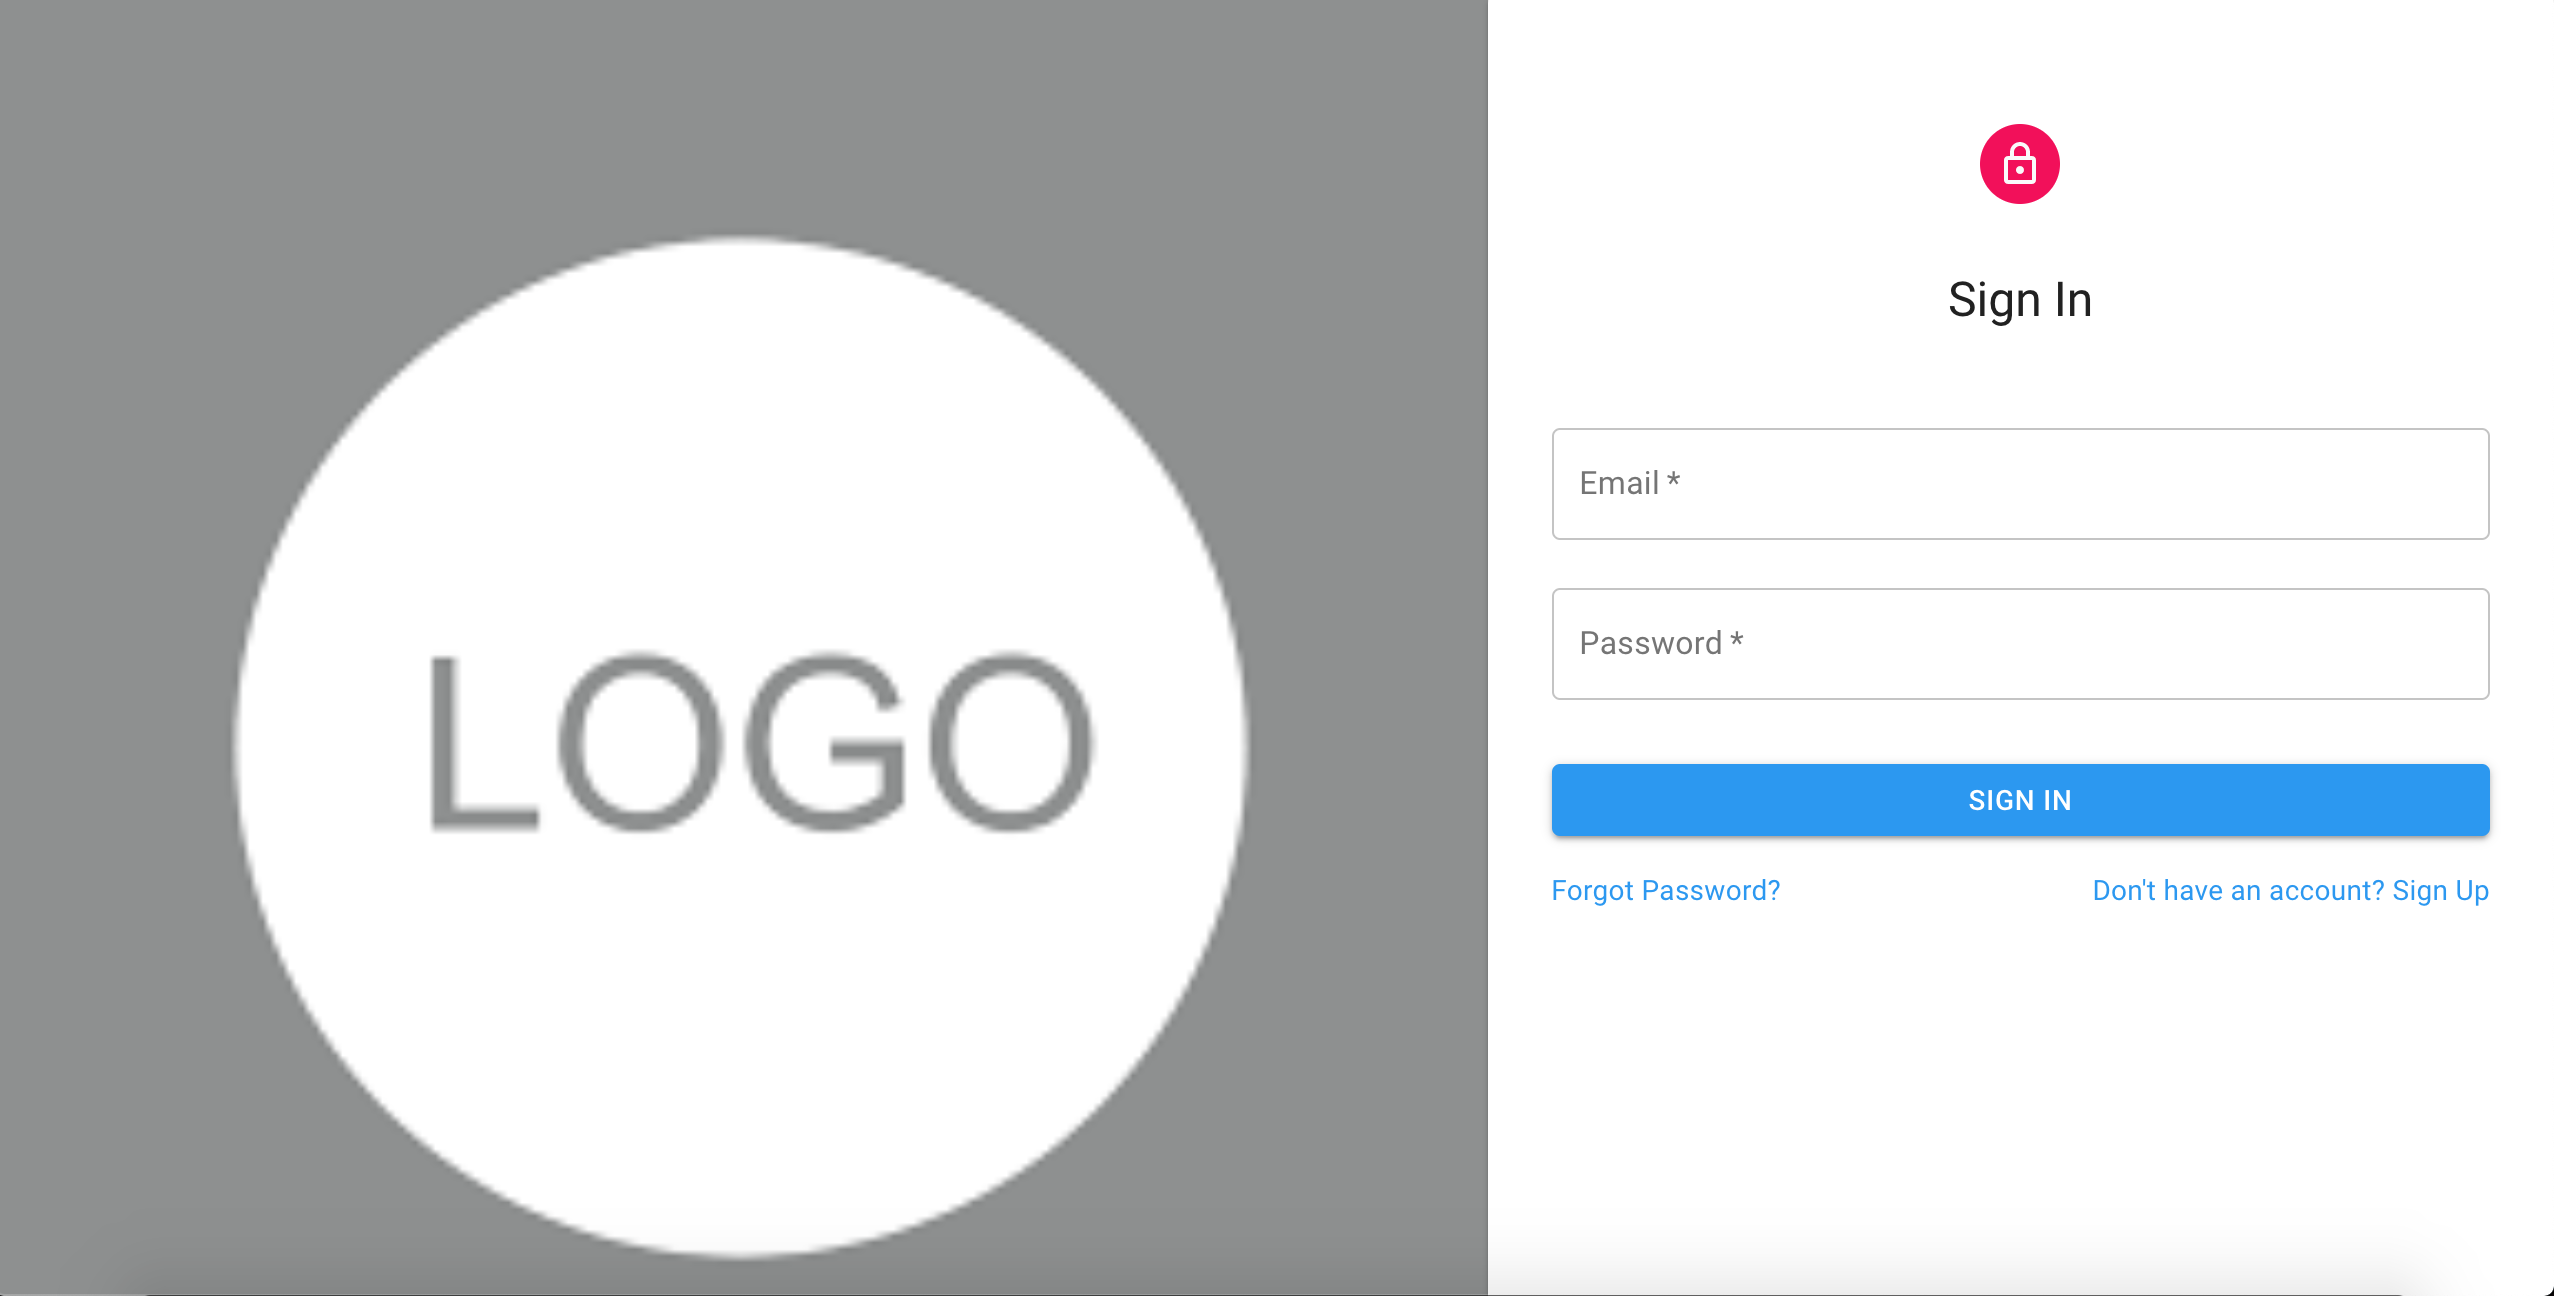 LOGO
Sign In
Email *
Password *
SIGN IN
Forgot Password?
Don't have an account? Sign Up